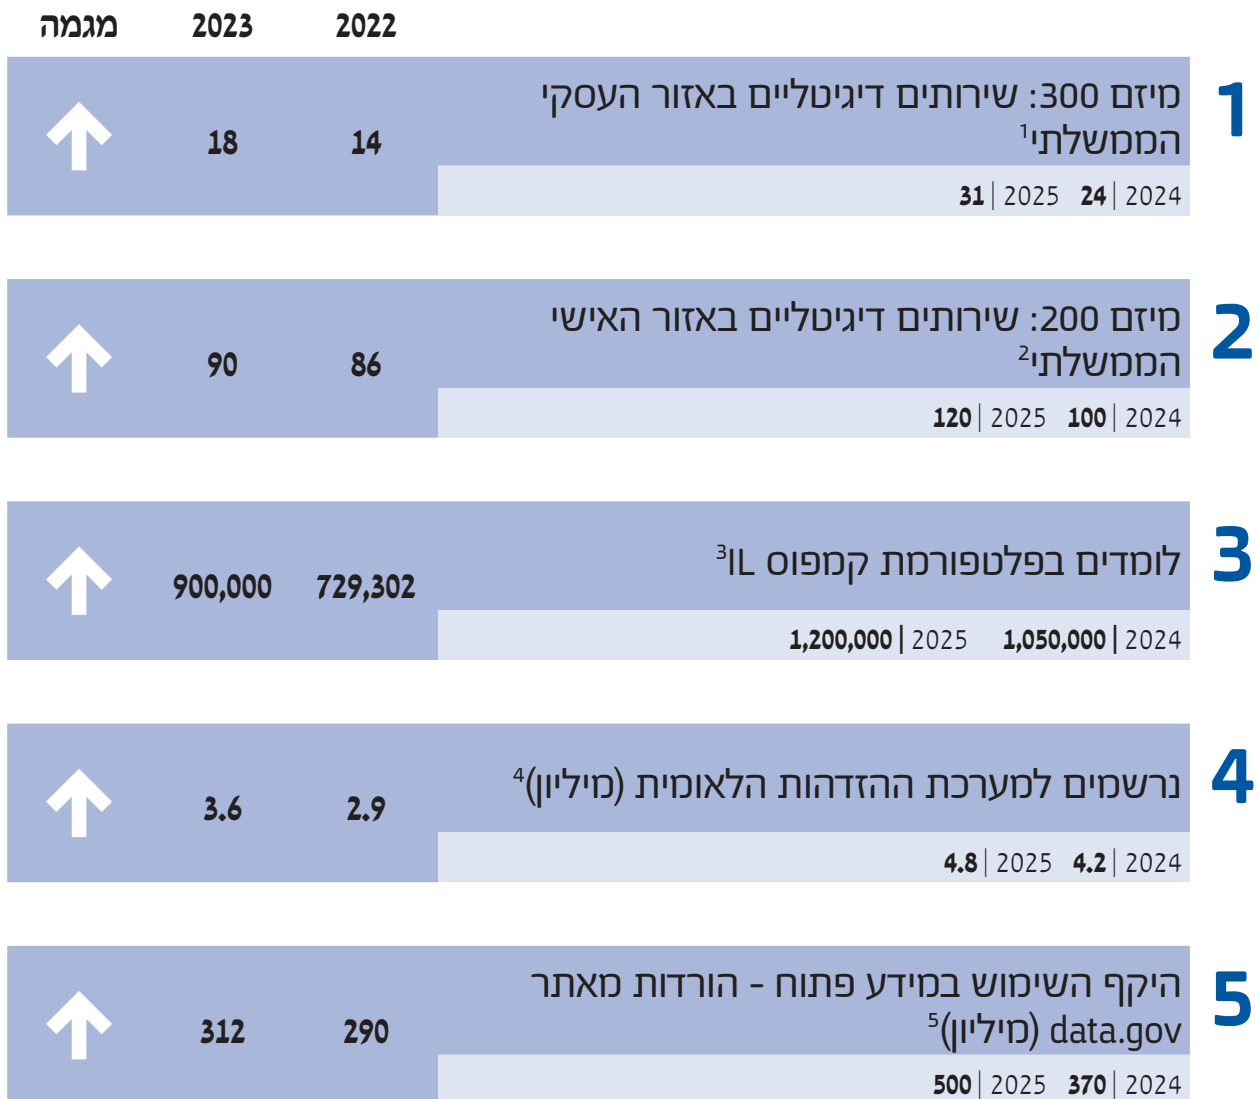 2022 2023 מגמה
1
מיזם 300: שירותים דיגיטליים באזור העסקי
הממשלתי¹
14 18
2024 | 24 2025 | 31
2
מיזם 200: שירותים דיגיטליים באזור האישי
הממשלתי²
86 90
2024 | 100 2025 | 120
3
לומדים בפלטפורמת קמפוס IL³
729,302 900,000
2024 | 1,050,000 2025 | 1,200,000
4
נרשמים למערכת ההזדהות הלאומית (מיליון)⁴
2.9 3.6
2024 | 4.2 2025 | 4.8
5
היקף השימוש במידע פתוח - הורדות מאתר
data.gov (מיליון)⁵
290 312
2024 | 370 2025 | 500